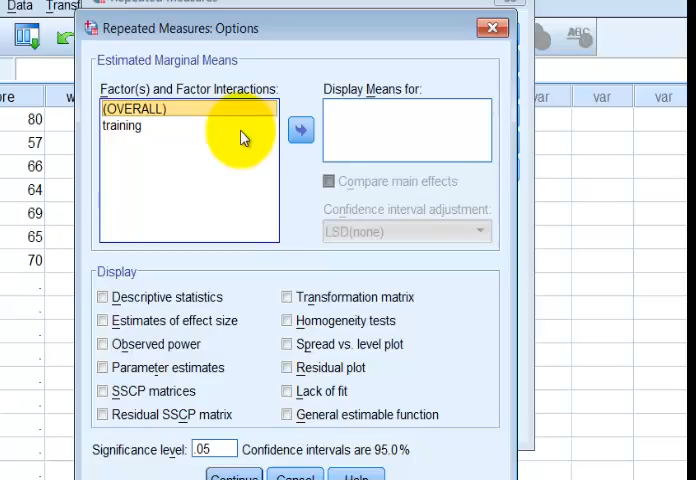 Data Transf
Repeated Measures
Repeated Measures: Options
ABC
Estimated Marginal Means
Factor(s) and Factor Interactions:
Display Means for:
(OVERALL)
training
Compare main effects
Confidence interval adjustment:
LSD(none)
re
w
var
var
var
80
57
66
64
69
65
70
Display
Descriptive statistics
Transformation matrix
Estimates of effect size
Homogeneity tests
Observed power
Spread vs. level plot
Parameter estimates
Residual plot
SSCP matrices
Lack of fit
Residual SSCP matrix
General estimable function
Significance level: .05 Confidence intervals are 95.0%
Continue
Cancel
Help